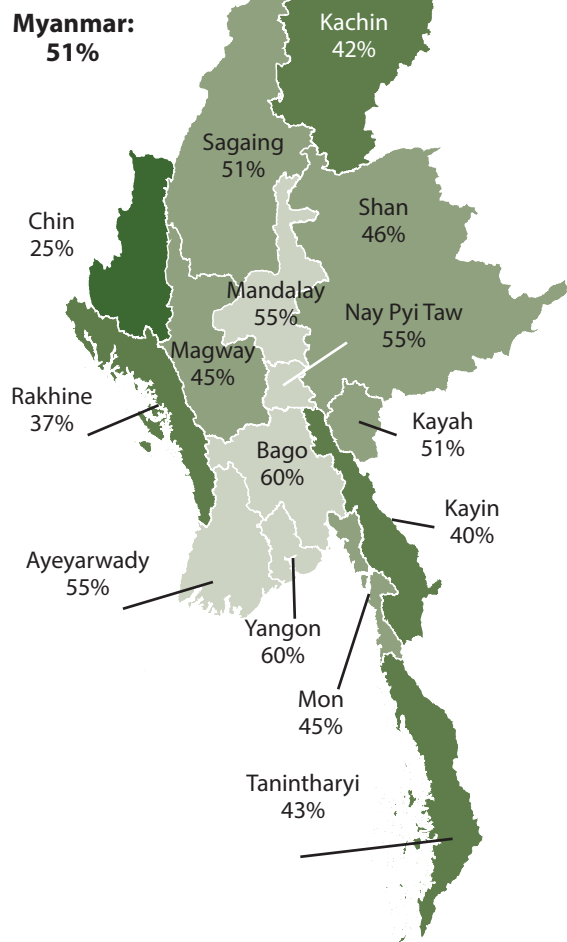 Myanmar:
51%
Kachin
42%
Sagaing
51%
Shan
46%
Chin
25%
Mandalay
55%
Nay Pyi Taw
55%
Magway
45%
Rakhine
37%
Kayah
51%
Bago
60%
Kayin
40%
Ayeyarwady
55%
Yangon
60%
Mon
45%
Tanintharyi
43%